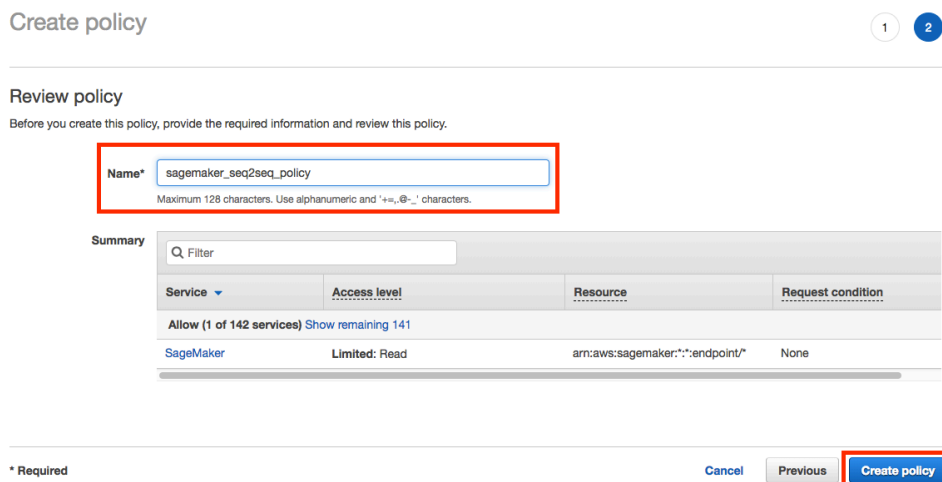 Create policy
1
2
Review policy
Before you create this policy, provide the required information and review this policy.
Name*
sagemaker_seq2seq_policy
Maximum 128 characters. Use alphanumeric and '+=,.@-_' characters.
Summary
Filter
Service Access level Resource Request condition
Allow (1 of 142 services) Show remaining 141
SageMaker Limited: Read arn:aws:sagemaker:*:*:endpoint/* None
* Required Cancel Previous Create policy